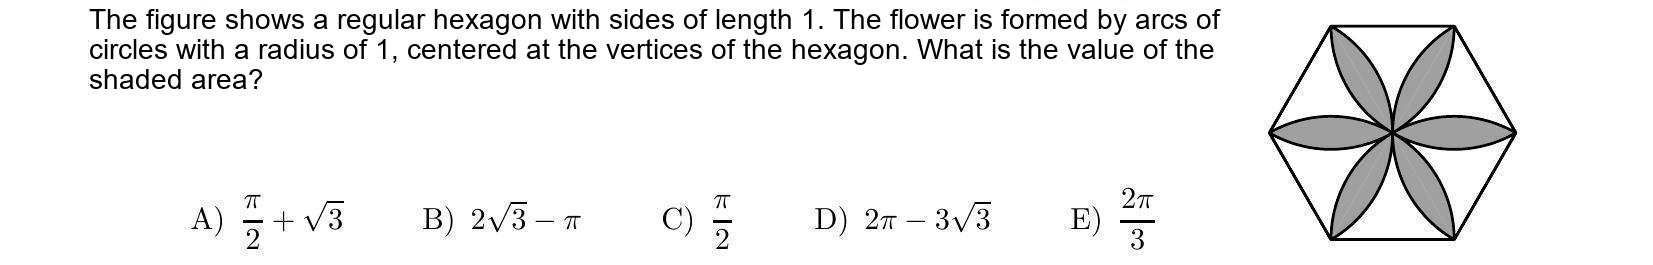 The figure shows a regular hexagon with sides of length 1. The flower is formed by arcs of
circles with a radius of 1, centered at the vertices of the hexagon. What is the value of the
shaded area?
A) π/2 + √3 B) 2√3 − π C) π/2 D) 2π − 3√3 E) 2π/3